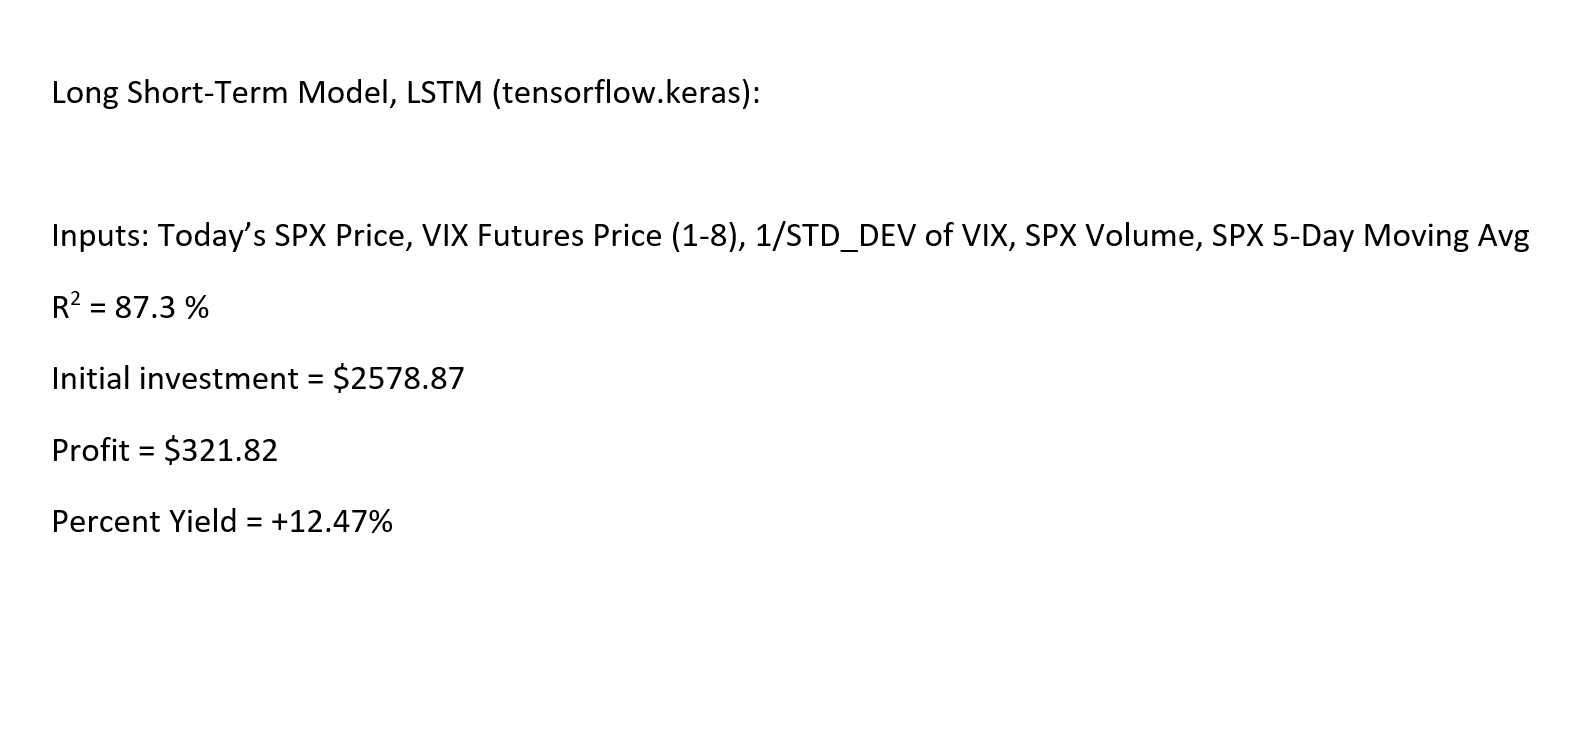 Long Short-Term Model, LSTM (tensorflow.keras):
Inputs: Today’s SPX Price, VIX Futures Price (1-8), 1/STD_DEV of VIX, SPX Volume, SPX 5-Day Moving Avg
R² = 87.3 %
Initial investment = $2578.87
Profit = $321.82
Percent Yield = +12.47%